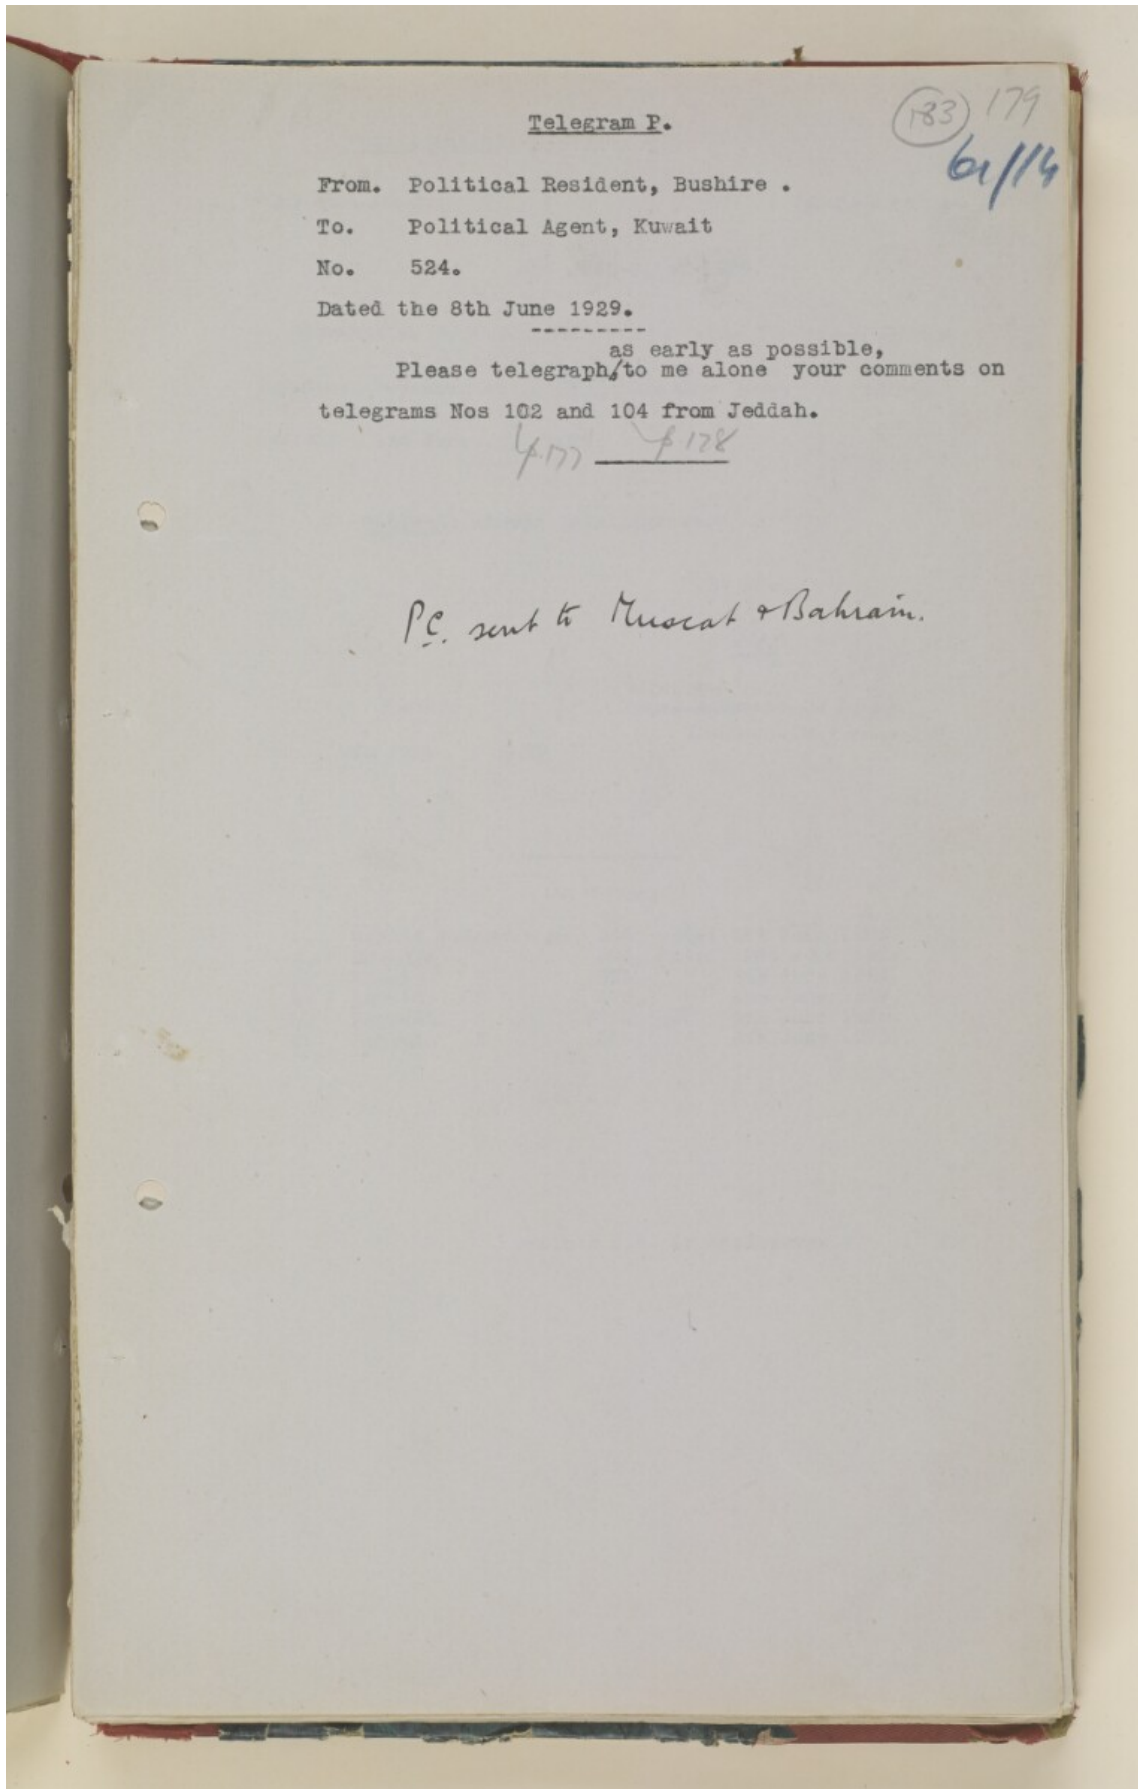 183 179
61/14
Telegram P.
From. Political Resident, Bushire .
To. Political Agent, Kuwait
No. 524.
Dated the 8th June 1929.
---------
as early as possible,
Please telegraph,/to me alone your comments on
telegrams Nos 102 and 104 from Jeddah.
p.177 p.178
P.C. sent to Muscat & Bahrain.